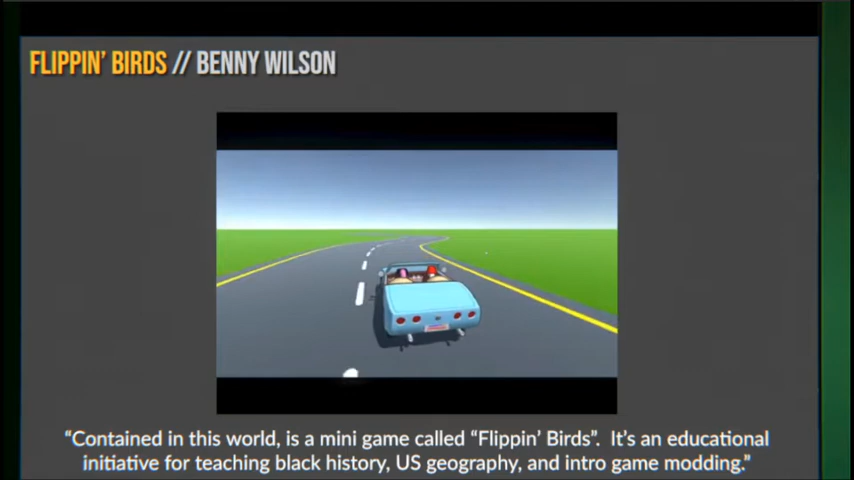 FLIPPIN' BIRDS // BENNY WILSON
“Contained in this world, is a mini game called “Flippin’ Birds”.  It’s an educational
initiative for teaching black history, US geography, and intro game modding.”